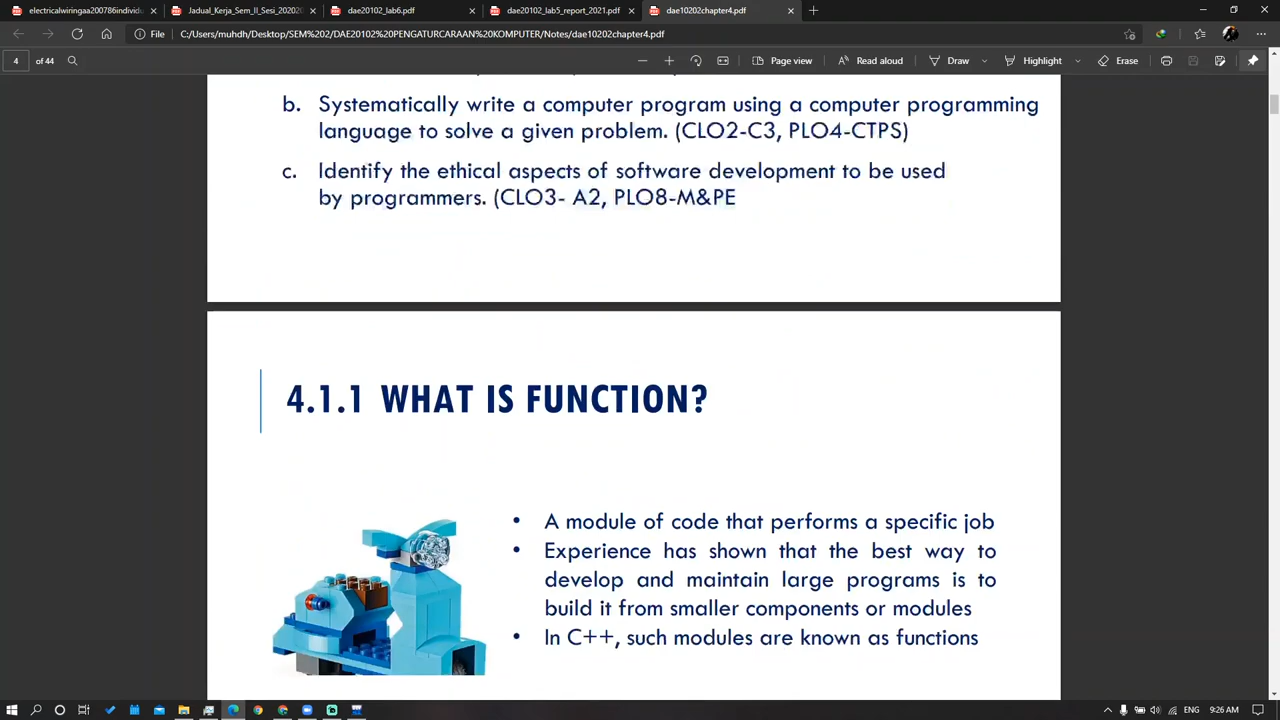 electricalwiringaa200786individu
Jadual_Kerja_Sem_II_Sesi_20202
dae20102_lab6.pdf
dae20102_lab5_report_2021.pdf
dae10202chapter4.pdf
File
C:/Users/muhdh/Desktop/SEM%202/DAE20102%20PENGATURCARAAN%20KOMPUTER/Notes/dae10202chapter4.pdf
4 of 44
Page view
Read aloud
Draw
Highlight
Erase
b. Systematically write a computer program using a computer programming
language to solve a given problem. (CLO2-C3, PLO4-CTPS)
c. Identify the ethical aspects of software development to be used
by programmers. (CLO3- A2, PLO8-M&PE
4.1.1 WHAT IS FUNCTION?
• A module of code that performs a specific job
• Experience has shown that the best way to
develop and maintain large programs is to
build it from smaller components or modules
• In C++, such modules are known as functions
ENG
9:26 AM